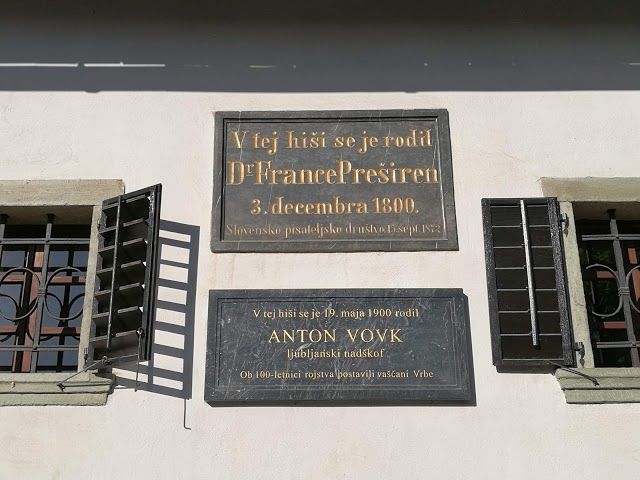 V tej hiši se je rodil
Dr France Preširen
3. decembra 1800.
Slovensko pisateljsko društvo 15. sept. 1872
V tej hiši se je 19. maja 1900 rodil
ANTON VOVK
ljubljanski nadškof
Ob 100-letnici rojstva postavili vaščani Vrbe